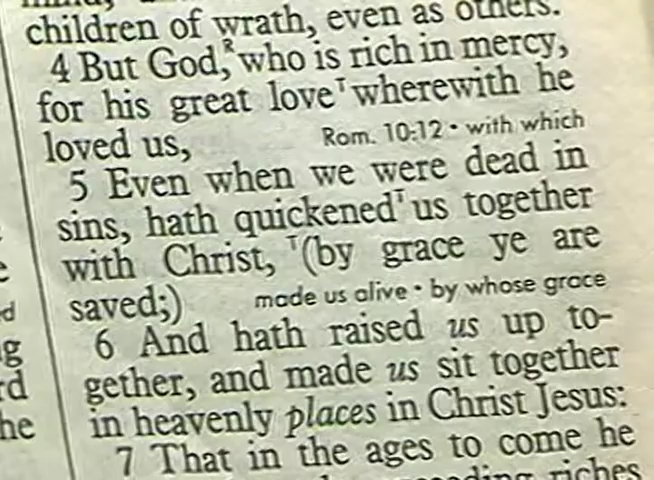 children of wrath, even as others.
4 But God,ᴿ who is rich in mercy,
for his great loveᵀ wherewith he
loved us, Rom. 10:12 • with which
5 Even when we were dead in
sins, hath quickenedᵀ us together
with Christ, ᵀ(by grace ye are
saved;) made us alive • by whose grace
6 And hath raised us up to-
gether, and made us sit together
in heavenly places in Christ Jesus:
7 That in the ages to come he
riches